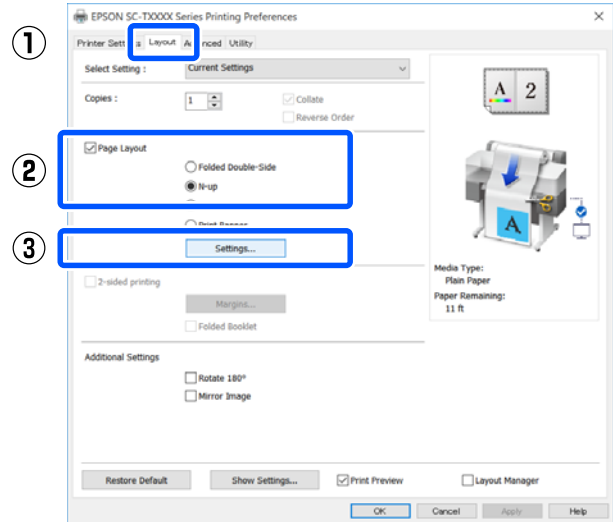 EPSON SC-TXXXX Series Printing Preferences
1
Layout
Utility
Select Setting :
Current Settings
Copies :
1
Collate
Reverse Order
A 2
2
Page Layout
Folded Double-Side
N-up
A
3
Settings...
Media Type:
Plain Paper
Paper Remaining:
11 ft
2-sided printing
Margins...
Folded Booklet
Additional Settings
Rotate 180°
Mirror Image
Restore Default
Show Settings...
Print Preview
Layout Manager
OK
Cancel
Apply
Help